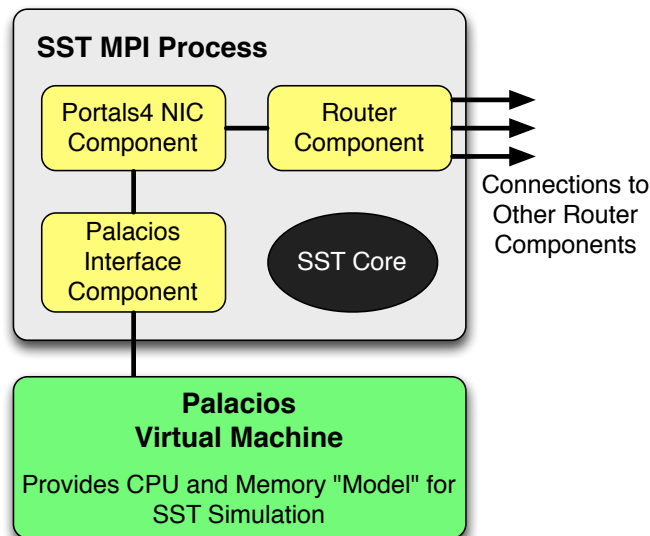 SST MPI Process
Portals4 NIC
Component
Router
Component
Connections to
Other Router
Components
Palacios
Interface
Component
SST Core
Palacios
Virtual Machine
Provides CPU and Memory "Model" for
SST Simulation